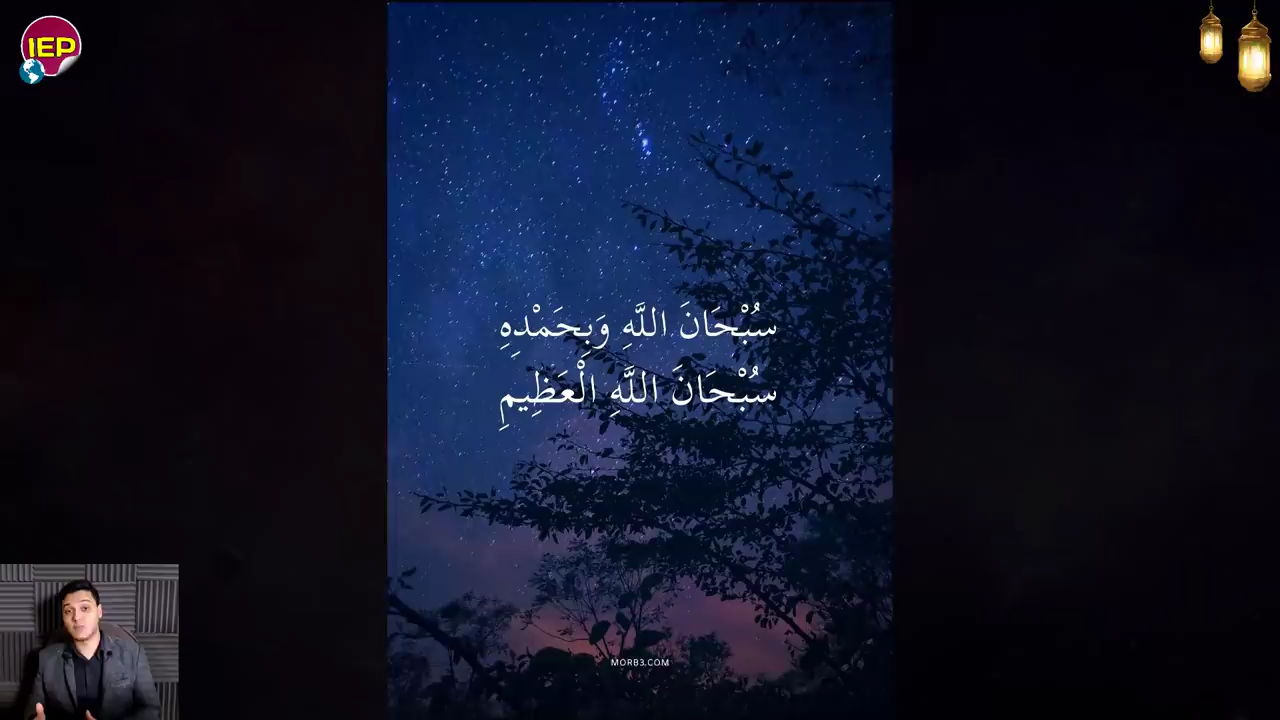 IEP
سُبْحَانَ اللَّهِ وَبِحَمْدِهِ
سُبْحَانَ اللَّهِ الْعَظِيمِ
MORB3.COM